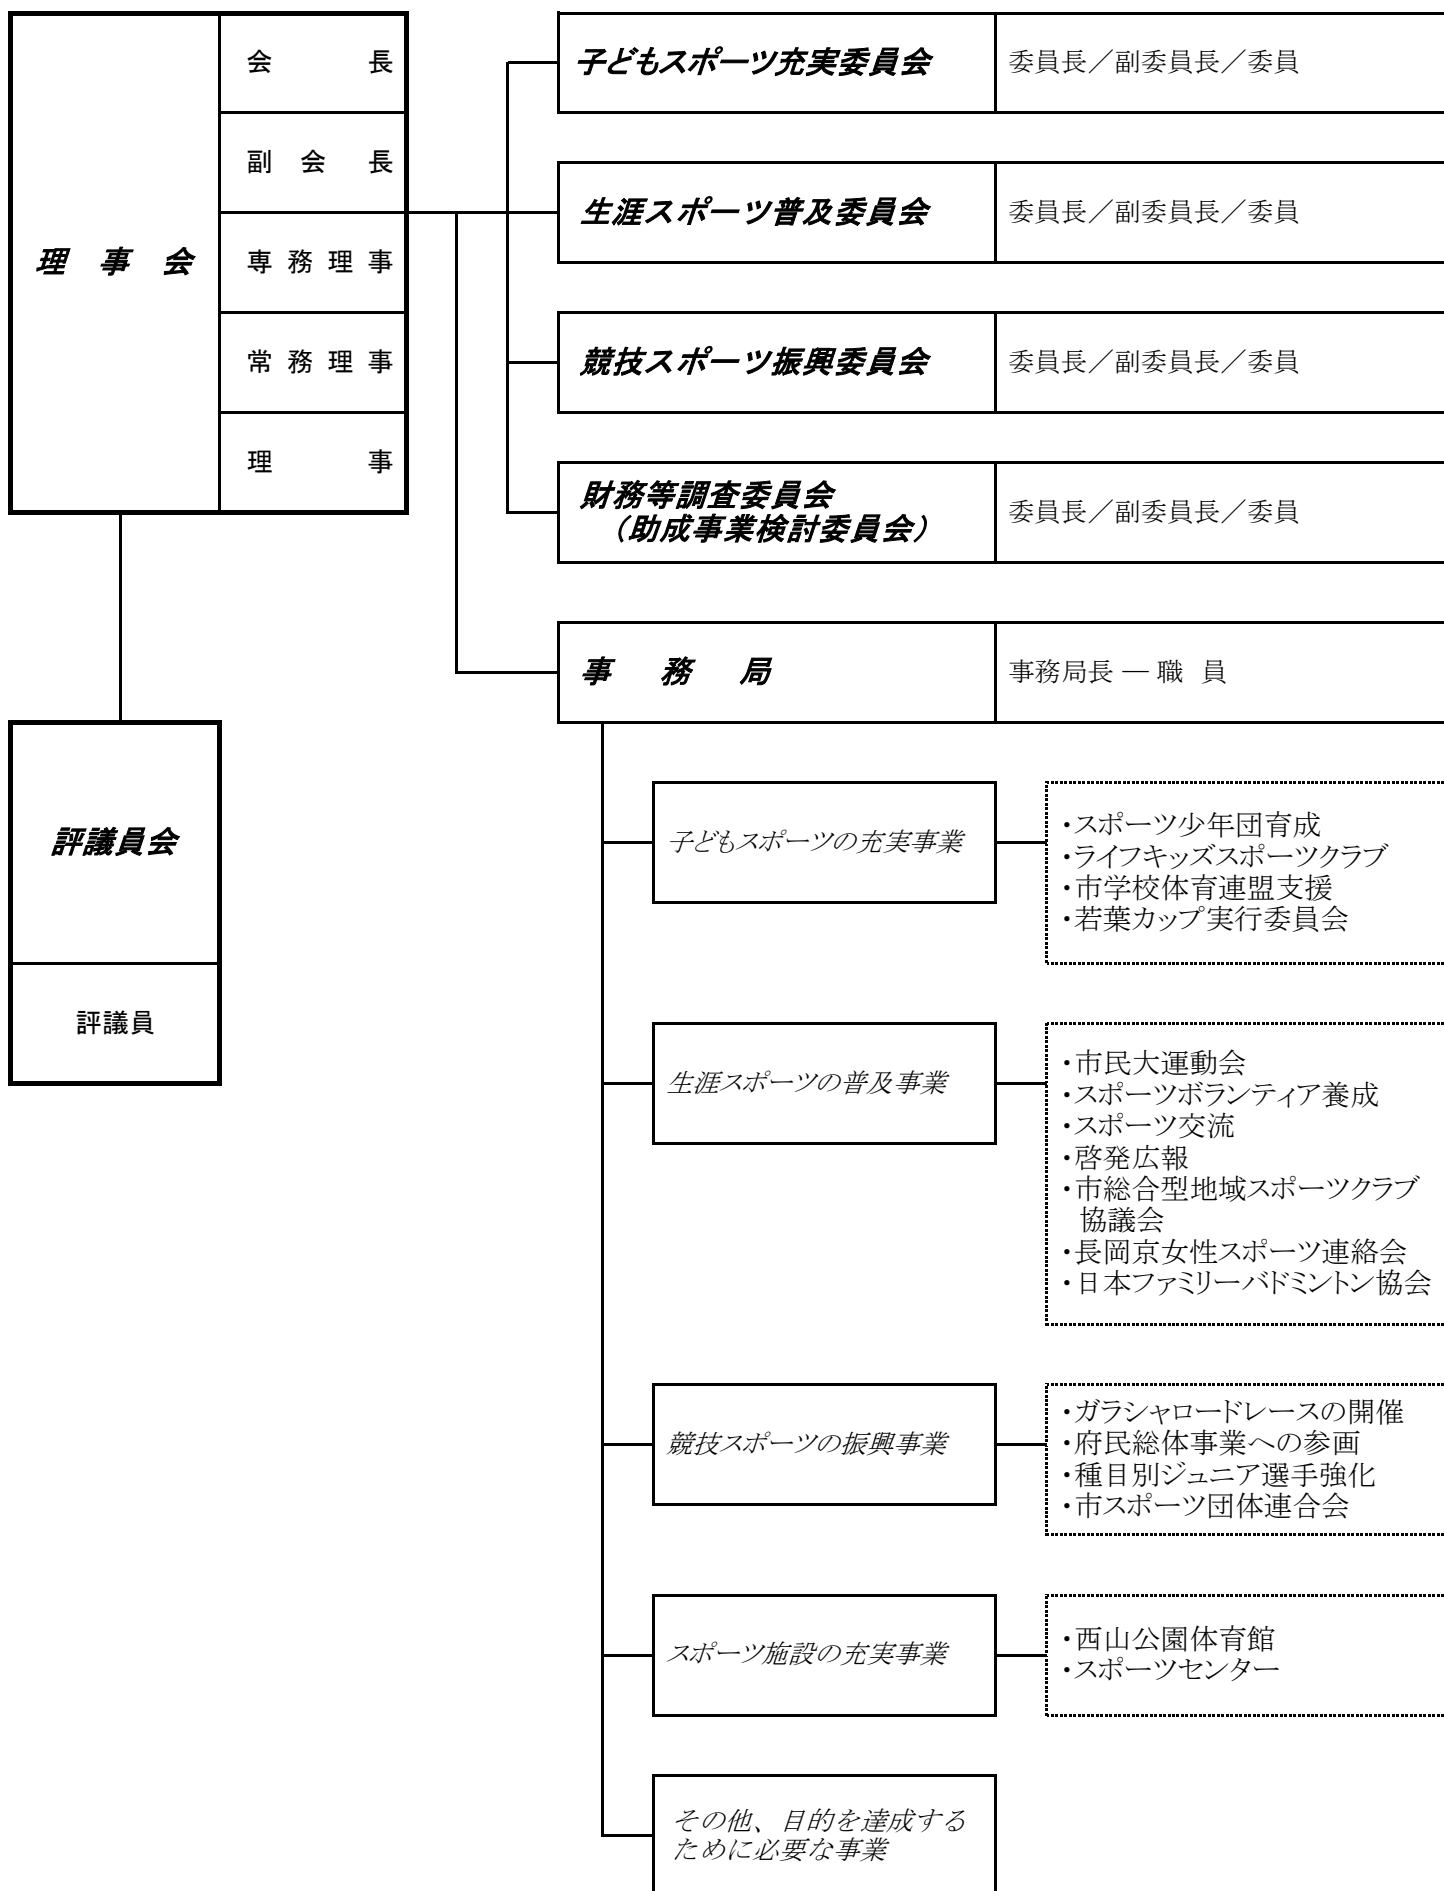 理　事　会
会　　　長
副　会　長
専 務 理 事
常 務 理 事
理　　　事
評議員会
評議員
子どもスポーツ充実委員会
委員長／副委員長／委員
生涯スポーツ普及委員会
委員長／副委員長／委員
競技スポーツ振興委員会
委員長／副委員長／委員
財務等調査委員会
（助成事業検討委員会）
委員長／副委員長／委員
事　務　局
事務局長 ― 職　員
子どもスポーツの充実事業
・スポーツ少年団育成
・ライフキッズスポーツクラブ
・市学校体育連盟支援
・若葉カップ実行委員会
生涯スポーツの普及事業
・市民大運動会
・スポーツボランティア養成
・スポーツ交流
・啓発広報
・市総合型地域スポーツクラブ
協議会
・長岡京女性スポーツ連絡会
・日本ファミリーバドミントン協会
競技スポーツの振興事業
・ガラシャロードレースの開催
・府民総体事業への参画
・種目別ジュニア選手強化
・市スポーツ団体連合会
スポーツ施設の充実事業
・西山公園体育館
・スポーツセンター
その他、目的を達成する
ために必要な事業